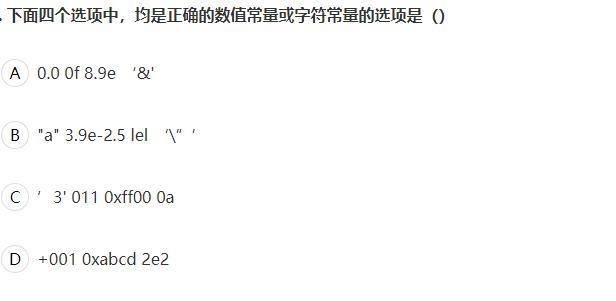 . 下面四个选项中，均是正确的数值常量或字符常量的选项是（）
A 0.0 0f 8.9e ‘&'
B "a" 3.9e-2.5 lel ‘\“ ‘
C ’ 3' 011 0xff00 0a
D +001 0xabcd 2e2